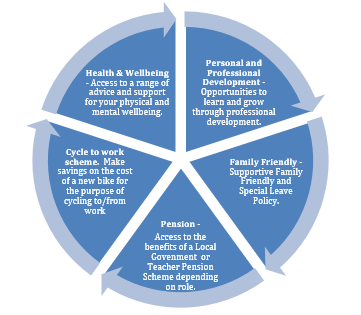 Health & Wellbeing
- Access to a range of
advice and support
for your physical and
mental wellbeing.
Personal and
Professional
Development -
Opportunities to
learn and grow
through professional
development.
Family Friendly -
Supportive Family
Friendly and
Special Leave
Policy.
Pension -
Access to the
benefits of a Local
Govenment or
Teacher Pension
Scheme depending
on role.
Cycle to work
scheme. Make
savings on the cost
of a new bike for
the purpose of
cycling to/from
work